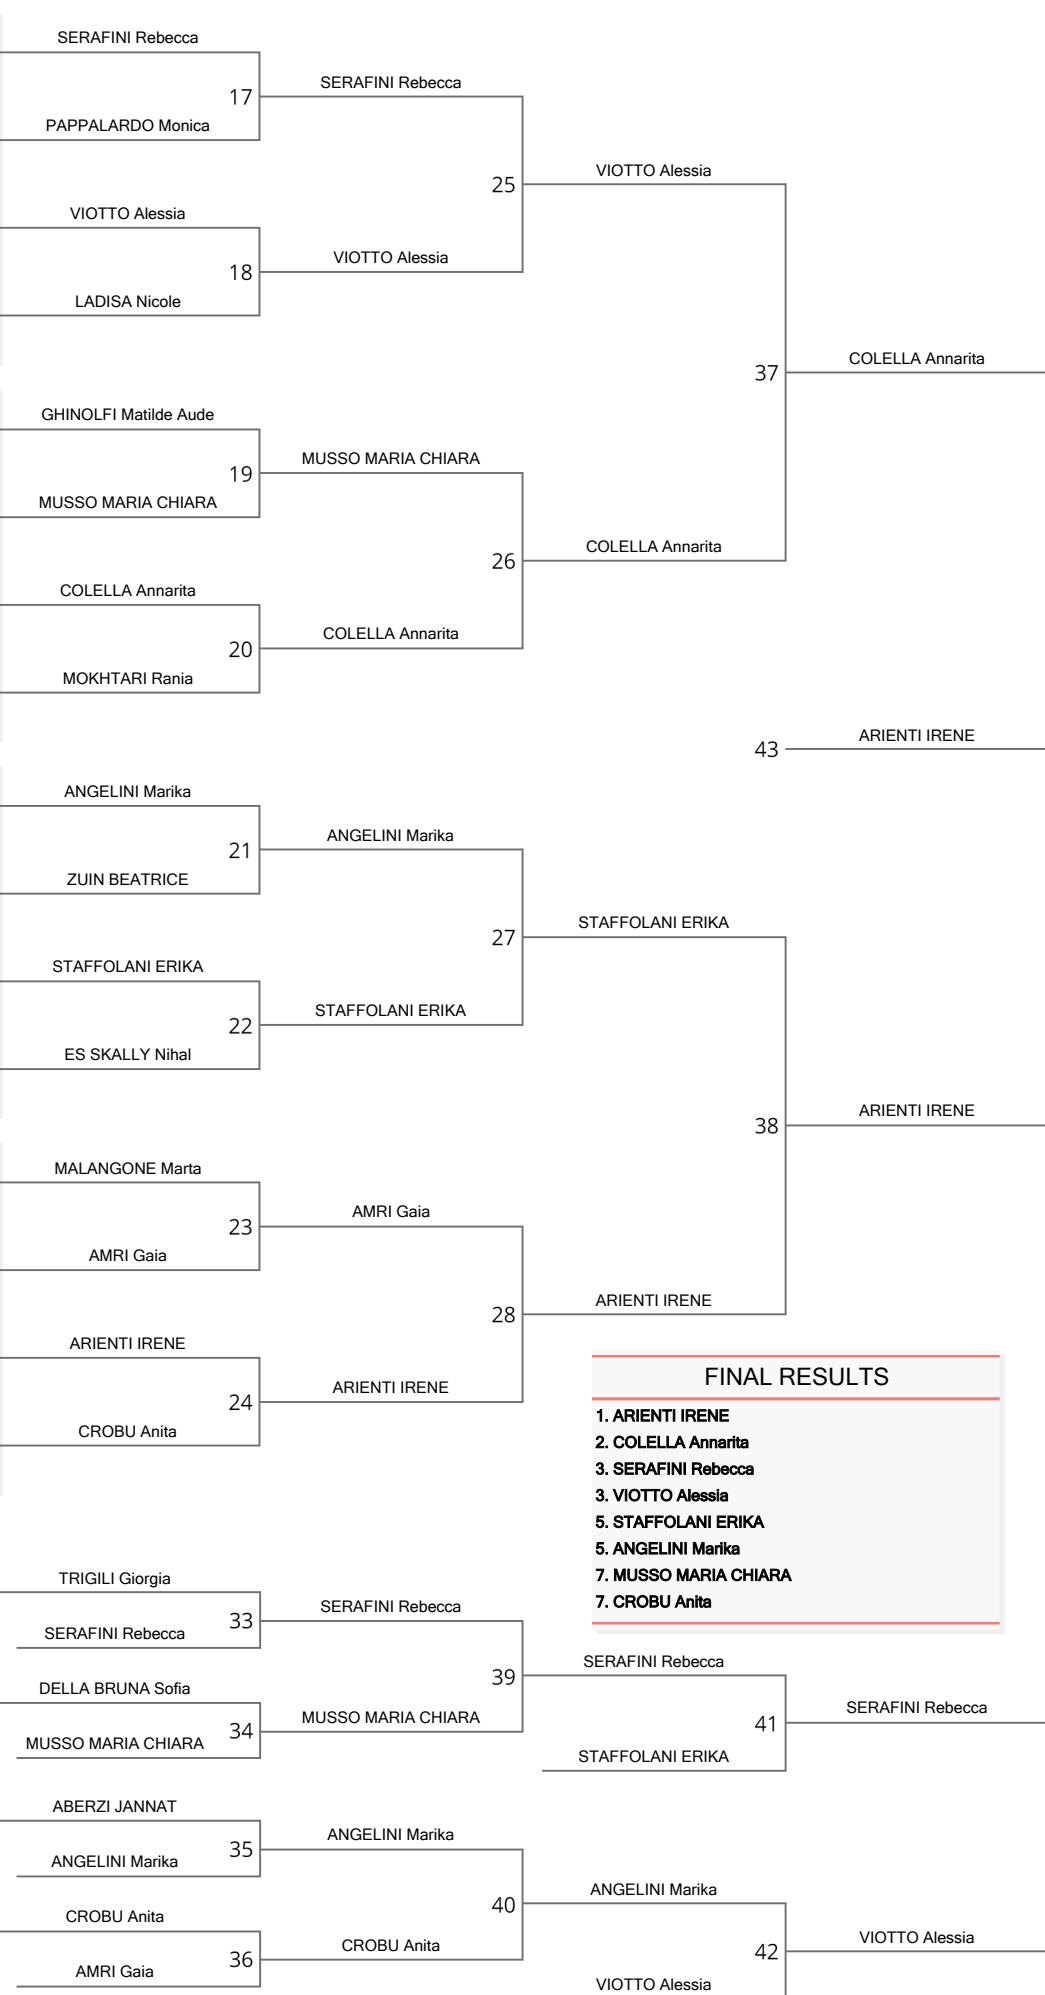 SERAFINI Rebecca
17
SERAFINI Rebecca
PAPPALARDO Monica
25
VIOTTO Alessia
VIOTTO Alessia
18
VIOTTO Alessia
LADISA Nicole
37
COLELLA Annarita
GHINOLFI Matilde Aude
19
MUSSO MARIA CHIARA
MUSSO MARIA CHIARA
26
COLELLA Annarita
COLELLA Annarita
20
COLELLA Annarita
MOKHTARI Rania
43
ARIENTI IRENE
ANGELINI Marika
21
ANGELINI Marika
ZUIN BEATRICE
27
STAFFOLANI ERIKA
STAFFOLANI ERIKA
22
STAFFOLANI ERIKA
ES SKALLY Nihal
38
ARIENTI IRENE
MALANGONE Marta
23
AMRI Gaia
AMRI Gaia
28
ARIENTI IRENE
ARIENTI IRENE
24
ARIENTI IRENE
CROBU Anita
FINAL RESULTS
1. ARIENTI IRENE
2. COLELLA Annarita
3. SERAFINI Rebecca
3. VIOTTO Alessia
5. STAFFOLANI ERIKA
5. ANGELINI Marika
7. MUSSO MARIA CHIARA
7. CROBU Anita
TRIGILI Giorgia
33
SERAFINI Rebecca
SERAFINI Rebecca
39
SERAFINI Rebecca
DELLA BRUNA Sofia
34
MUSSO MARIA CHIARA
MUSSO MARIA CHIARA
41
SERAFINI Rebecca
STAFFOLANI ERIKA
ABERZI JANNAT
35
ANGELINI Marika
ANGELINI Marika
40
ANGELINI Marika
CROBU Anita
36
CROBU Anita
AMRI Gaia
42
VIOTTO Alessia
VIOTTO Alessia